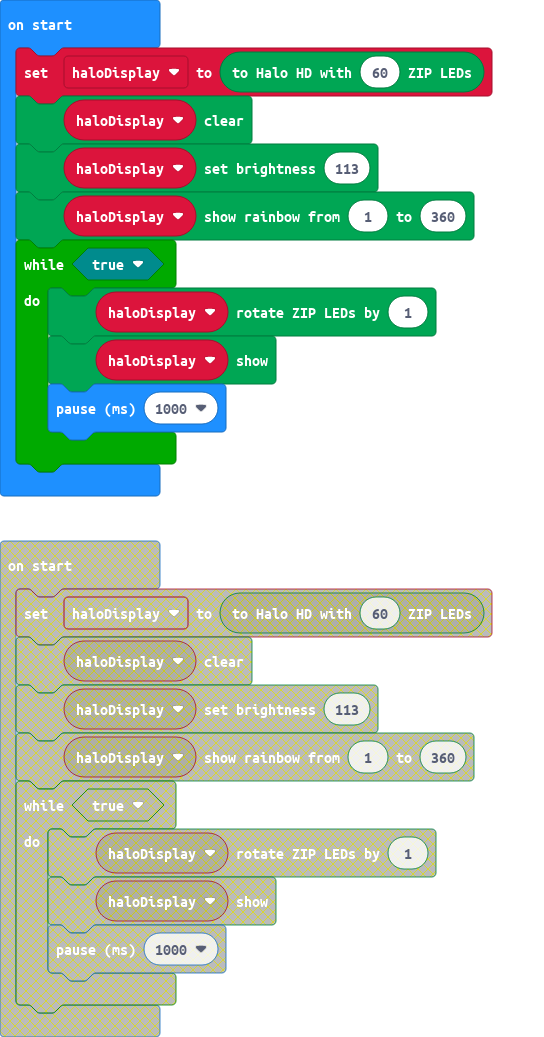 on start
set haloDisplay to to Halo HD with 60 ZIP LEDs
haloDisplay clear
haloDisplay set brightness 113
haloDisplay show rainbow from 1 to 360
while true
do
haloDisplay rotate ZIP LEDs by 1
haloDisplay show
pause (ms) 1000
on start
set haloDisplay to to Halo HD with 60 ZIP LEDs
haloDisplay clear
haloDisplay set brightness 113
haloDisplay show rainbow from 1 to 360
while true
do
haloDisplay rotate ZIP LEDs by 1
haloDisplay show
pause (ms) 1000